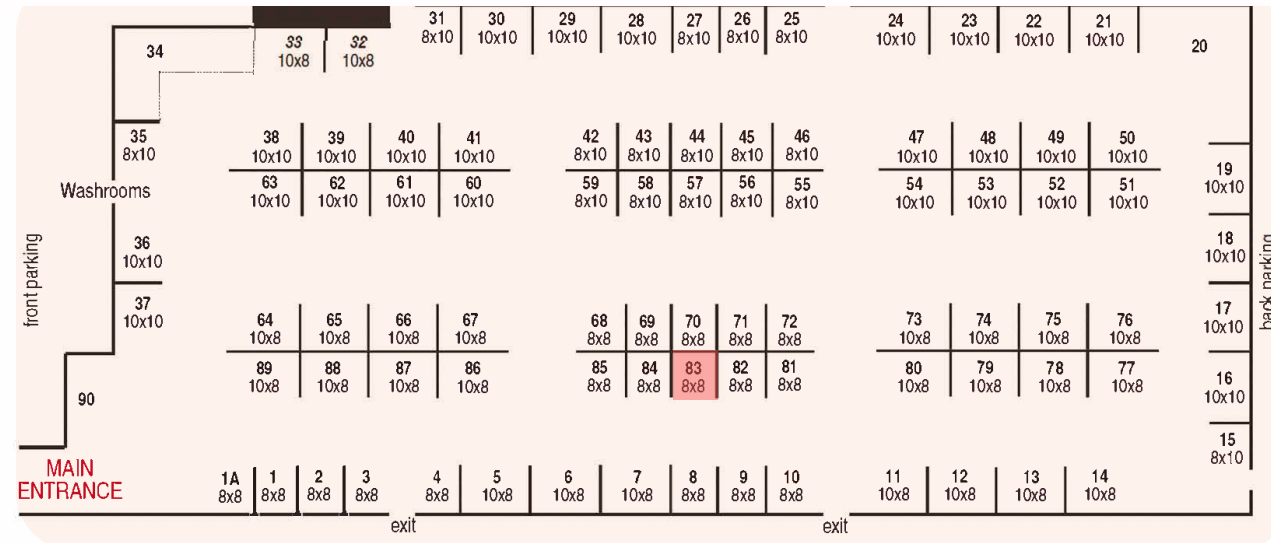 31 30 29 28 27 26 25 24 23 22 21
8x10 10x10 10x10 10x10 8x10 8x10 8x10 10x10 10x10 10x10 10x10
34 33 32 20
10x8 10x8
35 38 39 40 41 42 43 44 45 46 47 48 49 50
8x10 10x10 10x10 10x10 10x10 8x10 8x10 8x10 8x10 8x10 10x10 10x10 10x10 10x10
19
10x10
Washrooms 63 62 61 60 59 58 57 56 55 54 53 52 51
10x10 10x10 10x10 10x10 8x10 8x10 8x10 8x10 8x10 10x10 10x10 10x10 10x10
36 18
10x10 10x10
front parking
back parking
37 17
10x10 10x10
64 65 66 67 68 69 70 71 72 73 74 75 76
10x8 10x8 10x8 10x8 8x8 8x8 8x8 8x8 8x8 10x8 10x8 10x8 10x8
89 88 87 86 85 84 83 82 81 80 79 78 77
10x8 10x8 10x8 10x8 8x8 8x8 8x8 8x8 8x8 10x8 10x8 10x8 10x8
16
10x10
90
15
8x10
MAIN
ENTRANCE
1A 1 2 3 4 5 6 7 8 9 10 11 12 13 14
8x8 8x8 8x8 8x8 8x8 10x8 10x8 10x8 8x8 8x8 8x8 10x8 10x8 10x8 10x8
exit exit